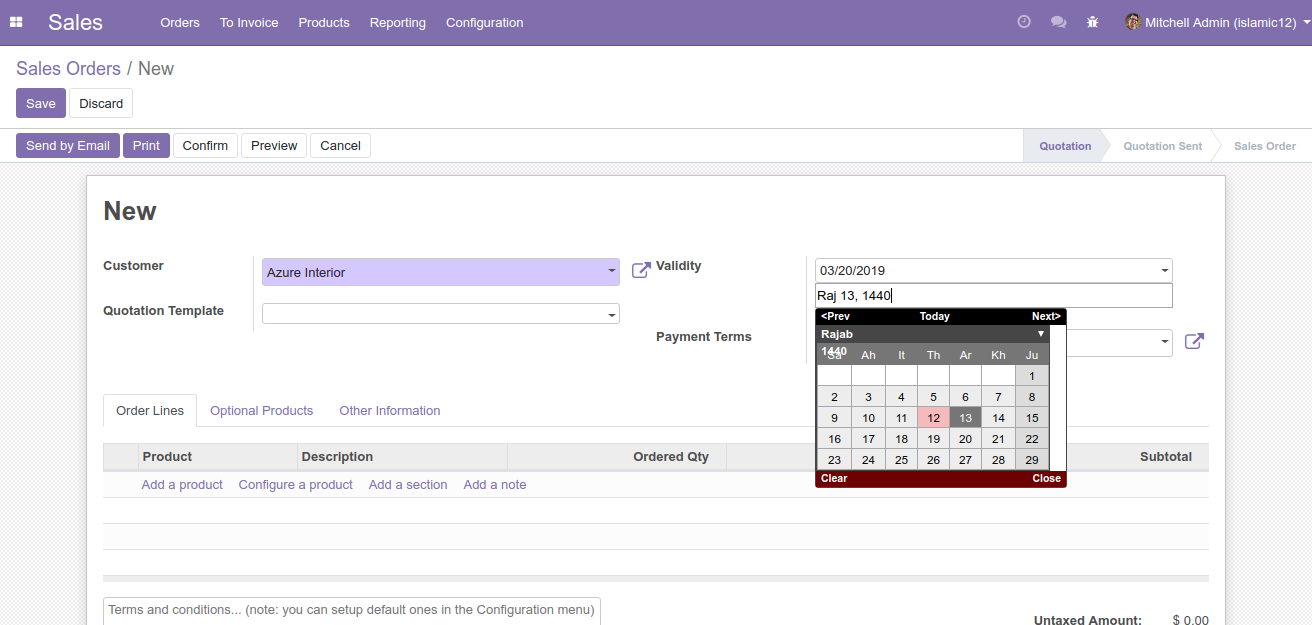 Sales Orders To Invoice Products Reporting Configuration Mitchell Admin (islamic12)
Sales Orders / New
Save Discard
Send by Email Print Confirm Preview Cancel Quotation Quotation Sent Sales Order
New
Customer Azure Interior Validity 03/20/2019
Raj 13, 1440
Quotation Template
Payment Terms
<Prev Today Next>
Rajab
1440
Sa Ah It Th Ar Kh Ju
1
2 3 4 5 6 7 8
9 10 11 12 13 14 15
16 17 18 19 20 21 22
23 24 25 26 27 28 29
Clear Close
Order Lines Optional Products Other Information
Product Description Ordered Qty Subtotal
Add a product Configure a product Add a section Add a note
Terms and conditions... (note: you can setup default ones in the Configuration menu)
Untaxed Amount: $ 0.00